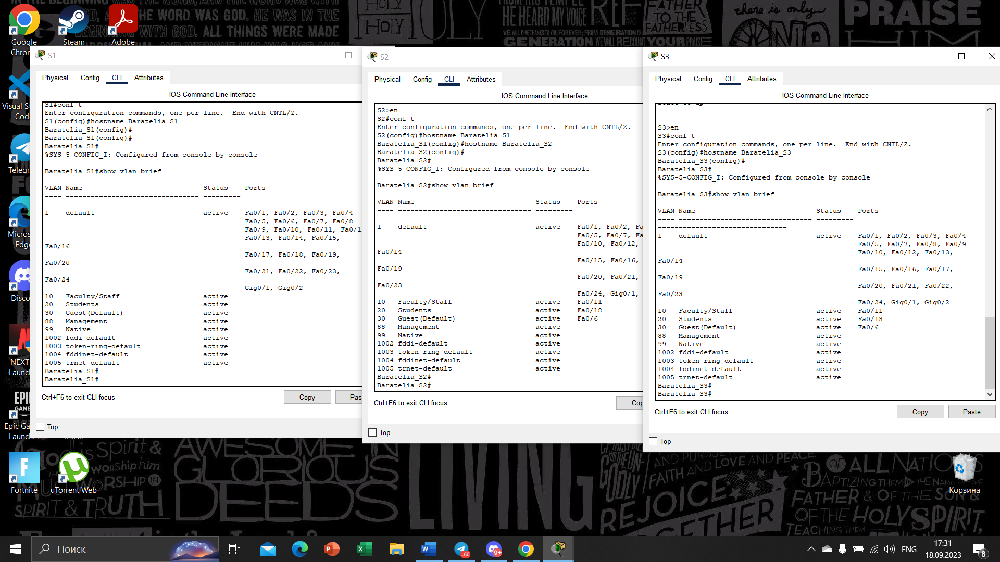 Google
Chrom
Steam
Adobe
Visual St
Code
Telegr
Micros
Edge
Disco
NEXT
Launch
EPIC
GAMES
Epic Ga
Launche
Fortnite
uTorrent Web
Корзина
S1
Physical
Config
CLI
Attributes
IOS Command Line Interface
S1#conf t
Enter configuration commands, one per line.  End with CNTL/Z.
S1(config)#hostname Baratelia_S1
Baratelia_S1(config)#
Baratelia_S1(config)#
Baratelia_S1#
%SYS-5-CONFIG_I: Configured from console by console
Baratelia_S1#show vlan brief
VLAN Name                             Status    Ports
---- -------------------------------- ---------
-------------------------------
1    default                          active    Fa0/1, Fa0/2, Fa0/3, Fa0/4
Fa0/5, Fa0/6, Fa0/7, Fa0/8
Fa0/9, Fa0/10, Fa0/11, Fa0/1
Fa0/13, Fa0/14, Fa0/15,
Fa0/16
Fa0/17, Fa0/18, Fa0/19,
Fa0/20
Fa0/21, Fa0/22, Fa0/23,
Fa0/24
Gig0/1, Gig0/2
10   Faculty/Staff                    active
20   Students                         active
30   Guest(Default)                   active
88   Management                       active
99   Native                           active
1002 fddi-default                     active
1003 token-ring-default               active
1004 fddinet-default                  active
1005 trnet-default                    active
Baratelia_S1#
Baratelia_S1#
Ctrl+F6 to exit CLI focus
Copy
Pas
Top
S2
Physical
Config
CLI
Attributes
IOS Command Line Interface
S2>en
S2#conf t
Enter configuration commands, one per line.  End with CNTL/Z.
S2(config)#hostname Baratelia_S1
Baratelia_S1(config)#hostname Baratelia_S2
Baratelia_S2(config)#
Baratelia_S2#
%SYS-5-CONFIG_I: Configured from console by console
Baratelia_S2#show vlan brief
VLAN Name                             Status    Ports
---- -------------------------------- ---------
-------------------------------
1    default                          active    Fa0/1, Fa0/2, Fa
Fa0/5, Fa0/7, Fa
Fa0/10, Fa0/12,
Fa0/14
Fa0/15, Fa0/16,
Fa0/19
Fa0/20, Fa0/21,
Fa0/23
Fa0/24, Gig0/1,
10   Faculty/Staff                    active    Fa0/11
20   Students                         active    Fa0/18
30   Guest(Default)                   active    Fa0/6
88   Management                       active
99   Native                           active
1002 fddi-default                     active
1003 token-ring-default               active
1004 fddinet-default                  active
1005 trnet-default                    active
Baratelia_S2#
Baratelia_S2#
Ctrl+F6 to exit CLI focus
Cop
Top
S3
Physical
Config
CLI
Attributes
IOS Command Line Interface
state to up
S3>en
S3#conf t
Enter configuration commands, one per line.  End with CNTL/Z.
S3(config)#hostname Baratelia_S3
Baratelia_S3(config)#
Baratelia_S3#
%SYS-5-CONFIG_I: Configured from console by console
Baratelia_S3#show vlan brief
VLAN Name                             Status    Ports
---- -------------------------------- ---------
-------------------------------
1    default                          active    Fa0/1, Fa0/2, Fa0/3, Fa0/4
Fa0/5, Fa0/7, Fa0/8, Fa0/9
Fa0/10, Fa0/12, Fa0/13,
Fa0/14
Fa0/15, Fa0/16, Fa0/17,
Fa0/19
Fa0/20, Fa0/21, Fa0/22,
Fa0/23
Fa0/24, Gig0/1, Gig0/2
10   Faculty/Staff                    active    Fa0/11
20   Students                         active    Fa0/18
30   Guest(Default)                   active    Fa0/6
88   Management                       active
99   Native                           active
1002 fddi-default                     active
1003 token-ring-default               active
1004 fddinet-default                  active
1005 trnet-default                    active
Baratelia_S3#
Baratelia_S3#
Ctrl+F6 to exit CLI focus
Copy
Paste
Top
THE WORD WAS GOD. HE WAS IN THE
BEGINNING WITH GOD. ALL THINGS WERE MADE
HOLY
HOLY
HE HEARD MY VOICE
WE WILL GIVE THANKS TO YOU FOREVER; FROM GENERATION TO
GENERATION WE WILL RECOUNT YOUR PRAISE
FATHER
TO THE
FATHERLESS
there is only
ONE
PRAISE
HIM
Spirit &
worship him
WORSHIP IN
SPIRIT & TRUTH
AWESOME IN
GLORIOUS
DEEDS
LIVING
HOLY
AND LOVE AND PEACE.
FAITH AND
REJOICE
TOGETHER
OF ALL NATIONS
BAPTIZING THEM IN THE NAME OF THE
FATHER & OF THE SON &
OF THE HOLY SPIRIT,
TEACHING THEM
Поиск
60
9+
ENG
17:31
18.09.2023
8